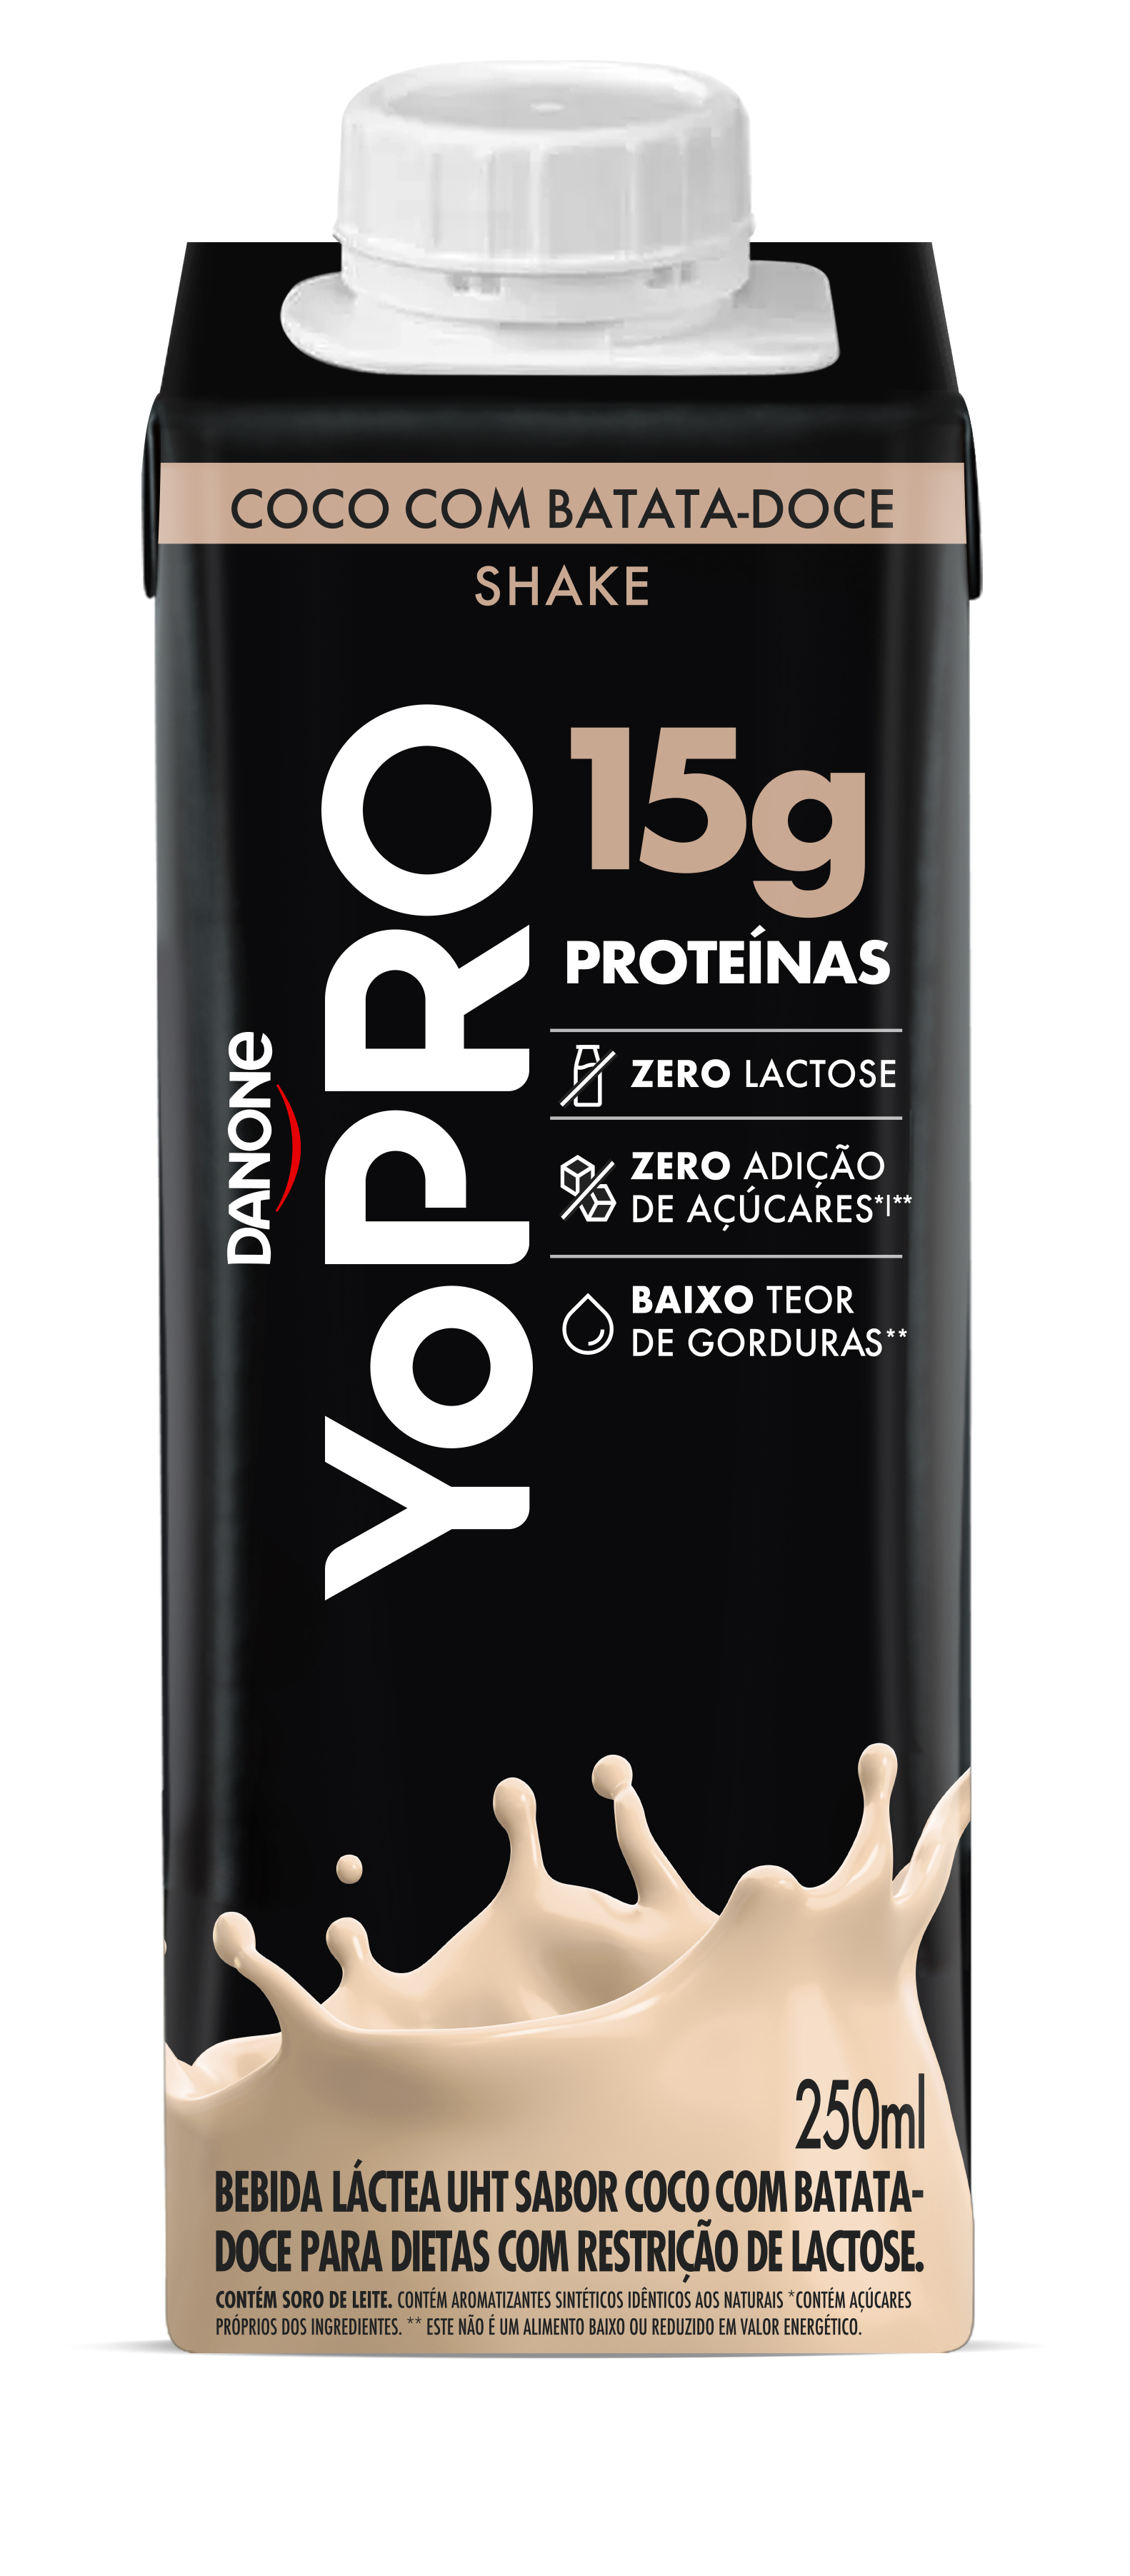 COCO COM BATATA-DOCE
SHAKE
DANONE
YoPRO
15g
PROTEÍNAS
ZERO LACTOSE
ZERO ADIÇÃO
DE AÇÚCARES*|**
BAIXO TEOR
DE GORDURAS**
250ml
BEBIDA LÁCTEA UHT SABOR COCO COM BATATA-
DOCE PARA DIETAS COM RESTRIÇÃO DE LACTOSE.
CONTÉM SORO DE LEITE. CONTÉM AROMATIZANTES SINTÉTICOS IDÊNTICOS AOS NATURAIS *CONTÉM AÇÚCARES
PRÓPRIOS DOS INGREDIENTES. ** ESTE NÃO É UM ALIMENTO BAIXO OU REDUZIDO EM VALOR ENERGÉTICO.